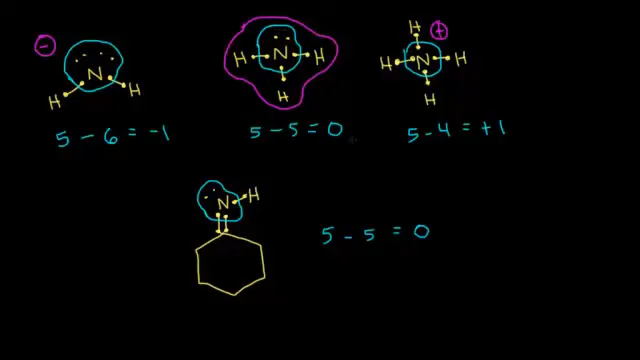 ⊖
N
H H
5 - 6 = -1
N
H H
H
5 - 5 = 0
H ⊕
H N H
H
5 - 4 = +1
N H
5 - 5 = 0